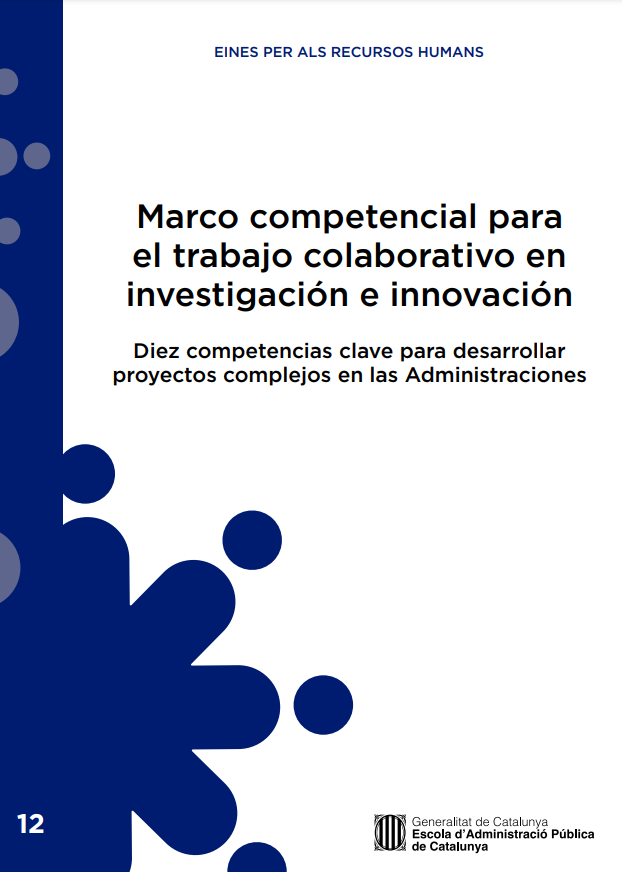 EINES PER ALS RECURSOS HUMANS
Marco competencial para
el trabajo colaborativo en
investigación e innovación
Diez competencias clave para desarrollar
proyectos complejos en las Administraciones
12
Generalitat de Catalunya
Escola d'Administració Pública
de Catalunya